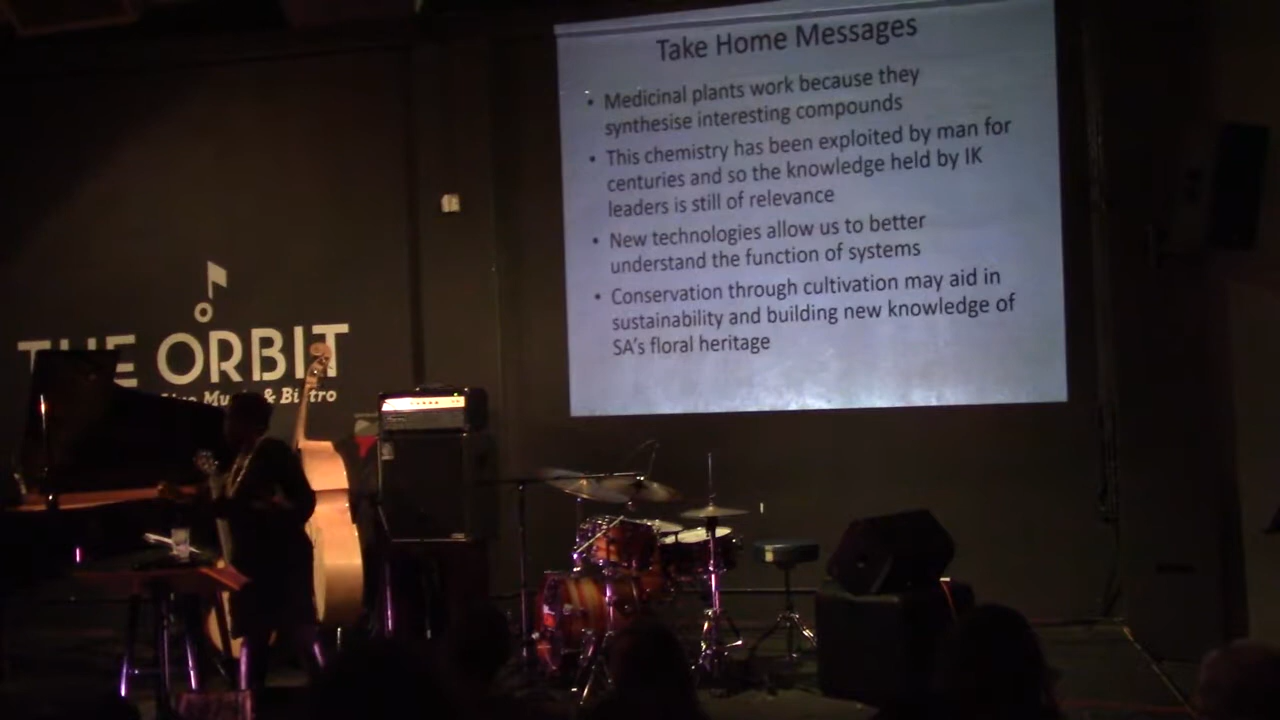 Take Home Messages
• Medicinal plants work because they
synthesise interesting compounds
• This chemistry has been exploited by man for
centuries and so the knowledge held by IK
leaders is still of relevance
• New technologies allow us to better
understand the function of systems
• Conservation through cultivation may aid in
sustainability and building new knowledge of
SA's floral heritage
THE ORBIT
Live Music & Bistro